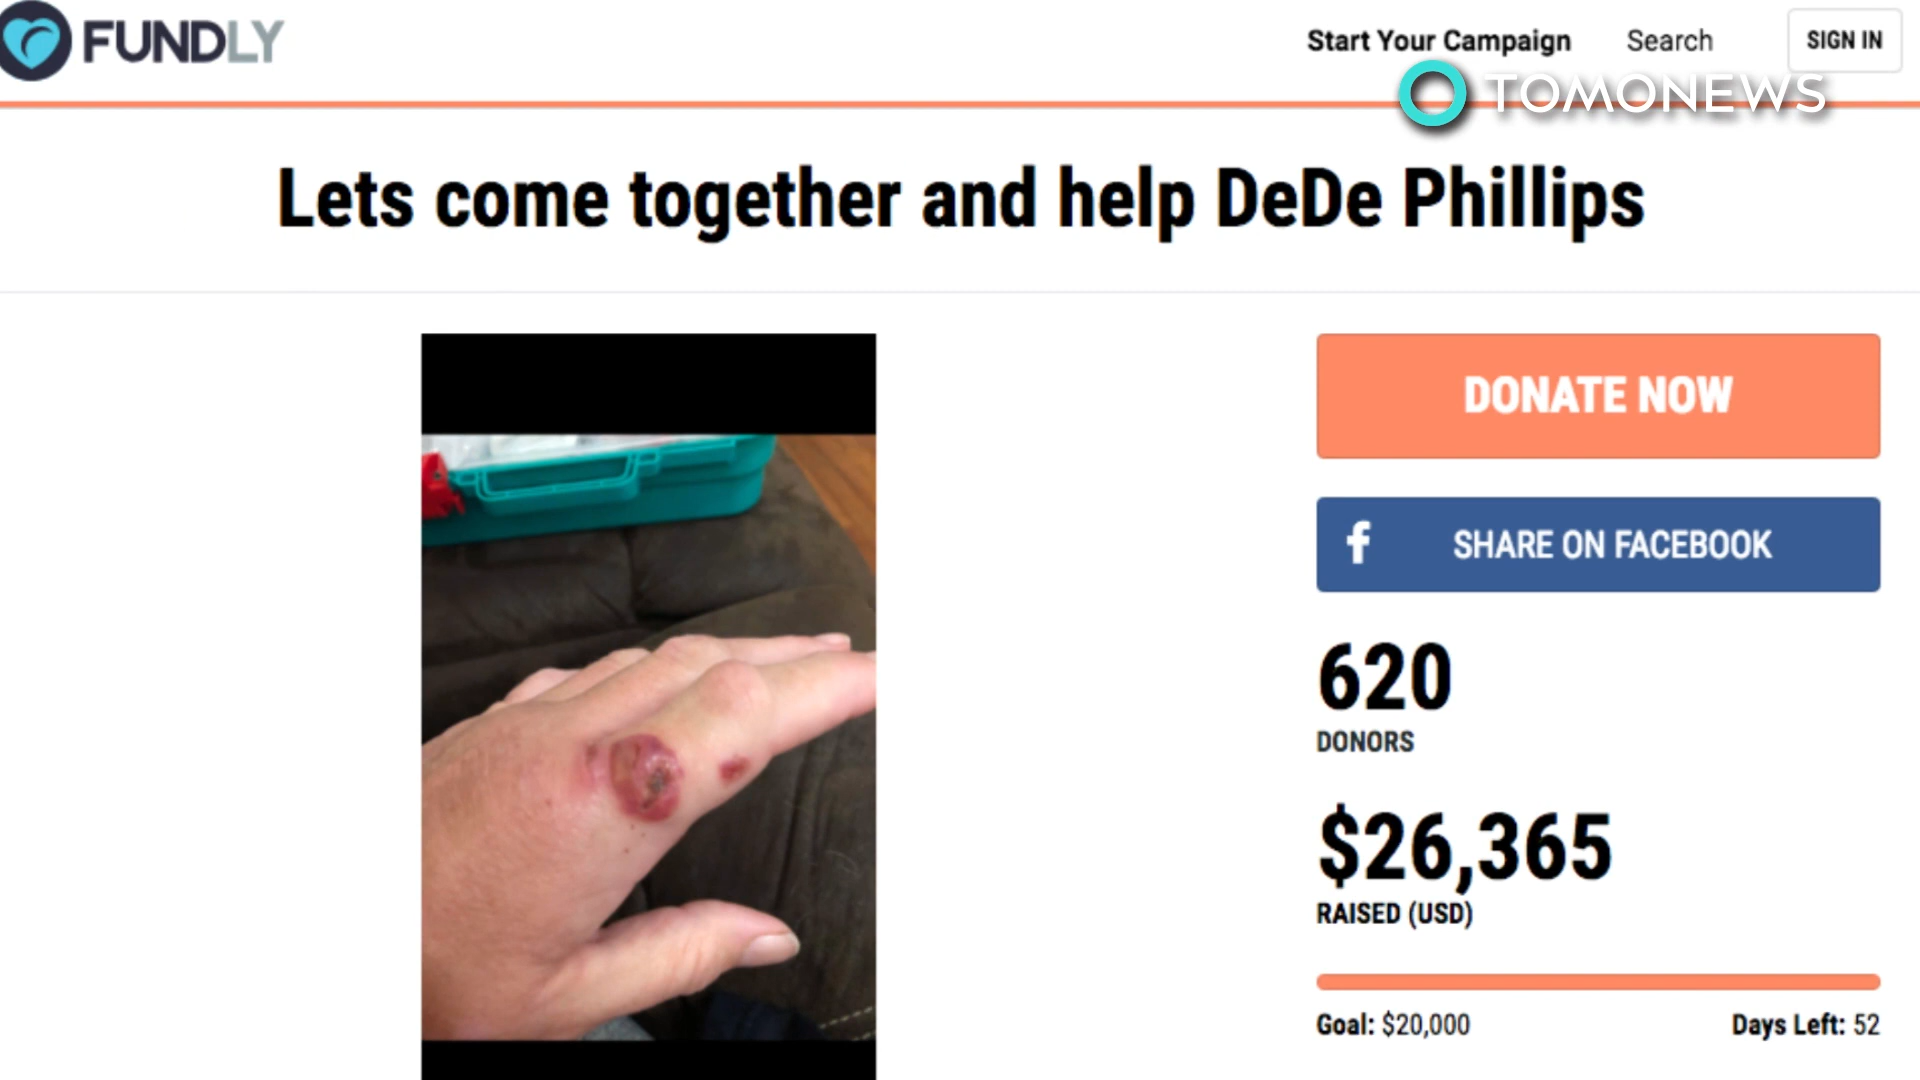 FUNDLY
Start Your Campaign
Search
SIGN IN
TOMONEWS
Lets come together and help DeDe Phillips
DONATE NOW
f SHARE ON FACEBOOK
620
DONORS
$26,365
RAISED (USD)
Goal: $20,000
Days Left: 52